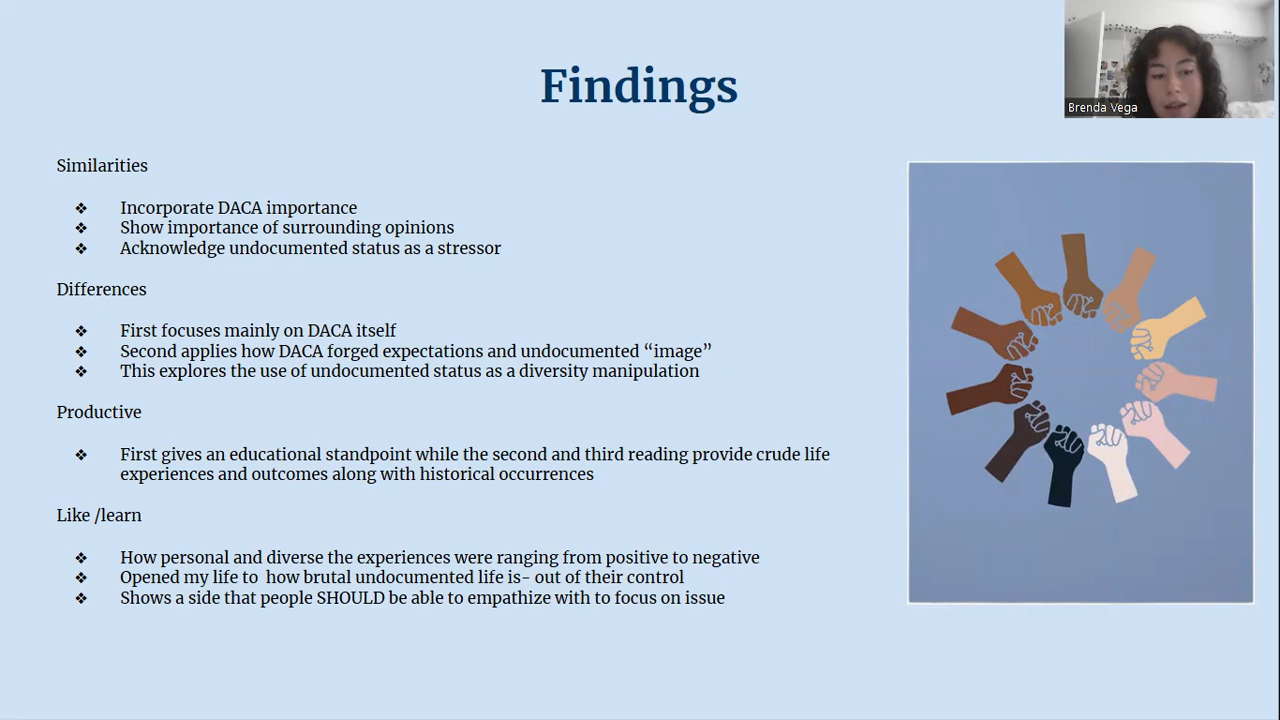 Findings
Brenda Vega
Similarities
❖ Incorporate DACA importance
❖ Show importance of surrounding opinions
❖ Acknowledge undocumented status as a stressor
Differences
❖ First focuses mainly on DACA itself
❖ Second applies how DACA forged expectations and undocumented “image”
❖ This explores the use of undocumented status as a diversity manipulation
Productive
❖ First gives an educational standpoint while the second and third reading provide crude life
experiences and outcomes along with historical occurrences
Like /learn
❖ How personal and diverse the experiences were ranging from positive to negative
❖ Opened my life to how brutal undocumented life is- out of their control
❖ Shows a side that people SHOULD be able to empathize with to focus on issue